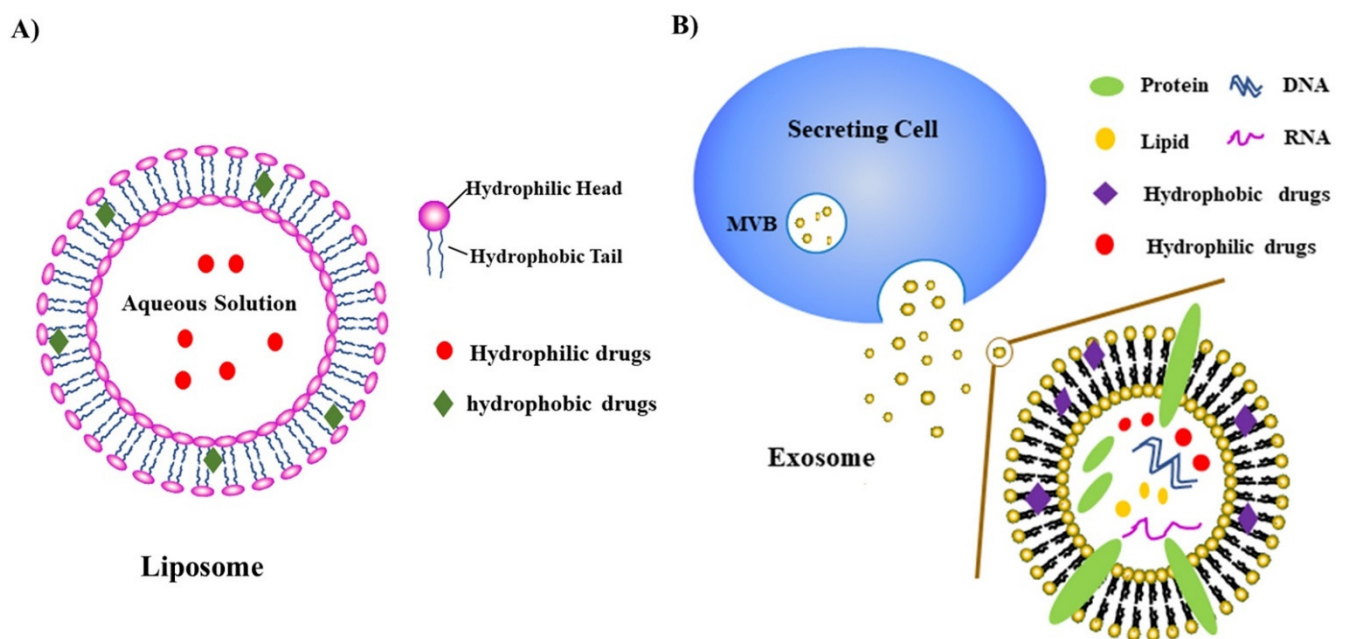 A)
Hydrophilic Head
Hydrophobic Tail
Aqueous Solution
Hydrophilic drugs
hydrophobic drugs
Liposome
B)
Secreting Cell
MVB
Exosome
Protein
DNA
Lipid
RNA
Hydrophobic drugs
Hydrophilic drugs